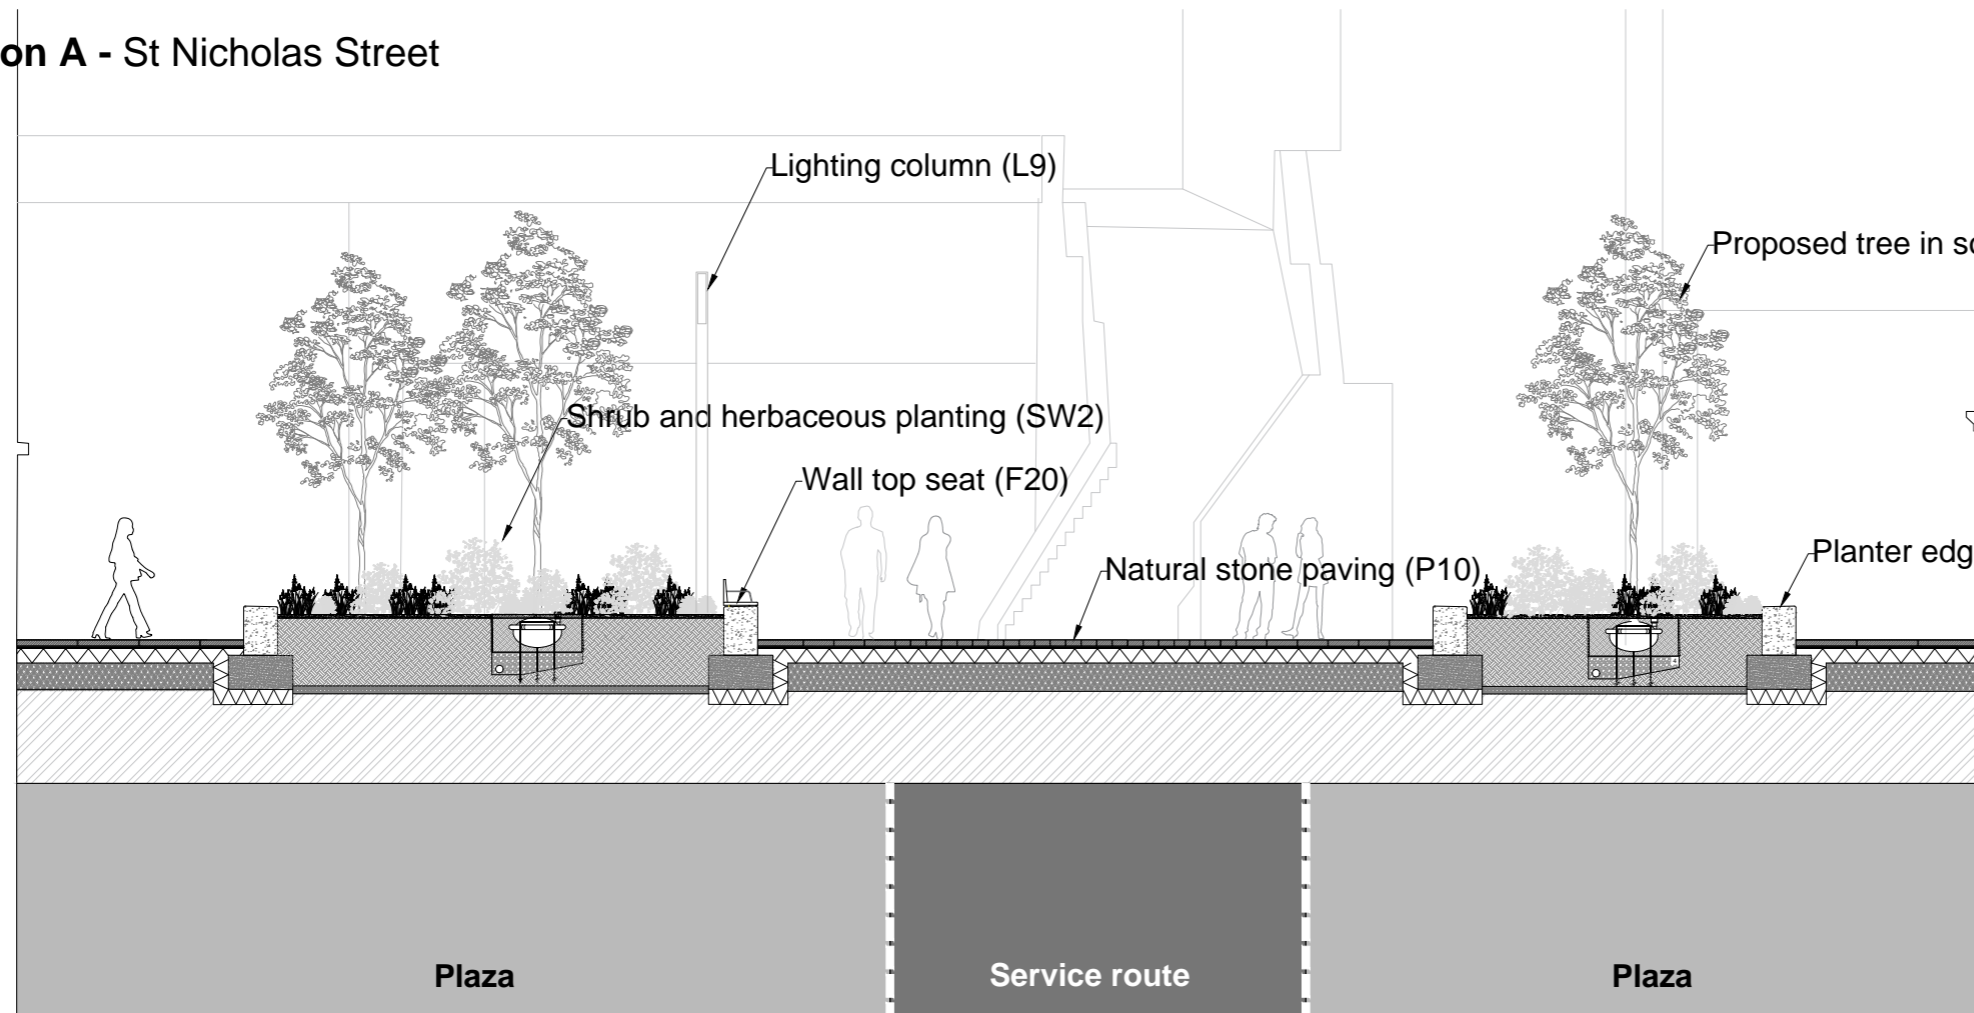 on A - St Nicholas Street
Lighting column (L9)
Proposed tree in so
Shrub and herbaceous planting (SW2)
Wall top seat (F20)
Planter edg
Natural stone paving (P10)
Plaza
Service route
Plaza